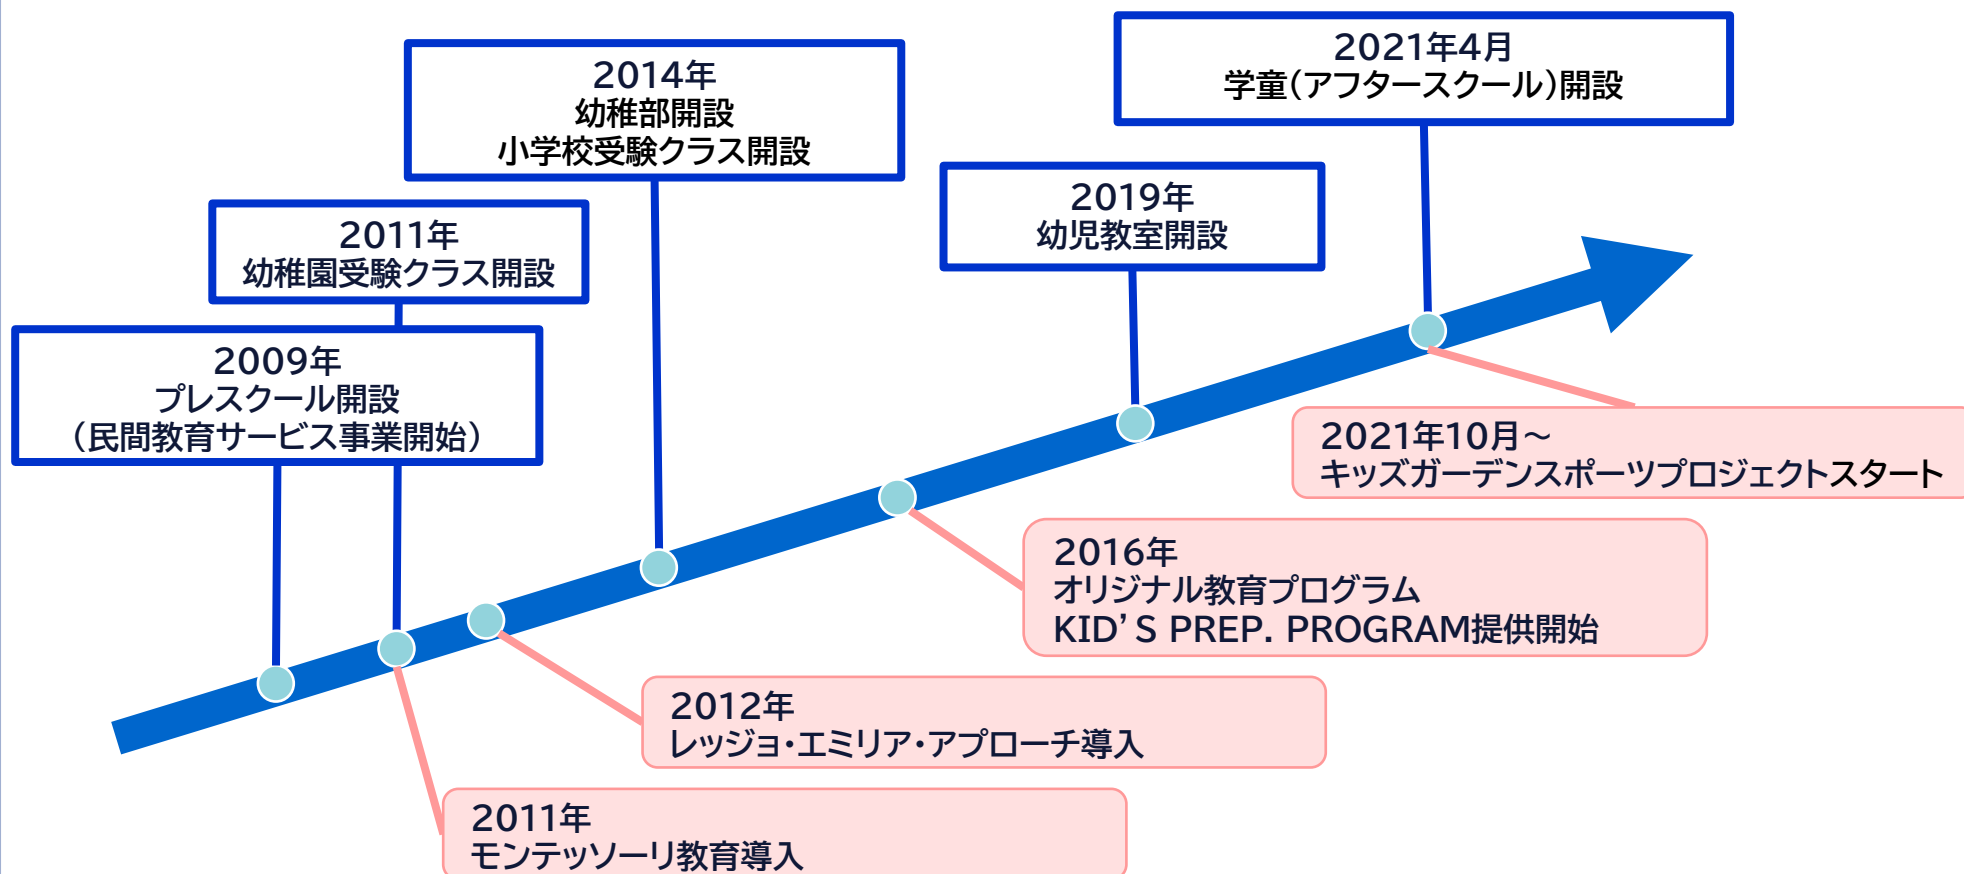 2021年4月
学童(アフタースクール)開設
2014年
幼稚部開設
小学校受験クラス開設
2019年
幼児教室開設
2011年
幼稚園受験クラス開設
2009年
プレスクール開設
(民間教育サービス事業開始)
2021年10月～
キッズガーデンスポーツプロジェクトスタート
2016年
オリジナル教育プログラム
KID'S PREP. PROGRAM提供開始
2012年
レッジョ・エミリア・アプローチ導入
2011年
モンテッソーリ教育導入